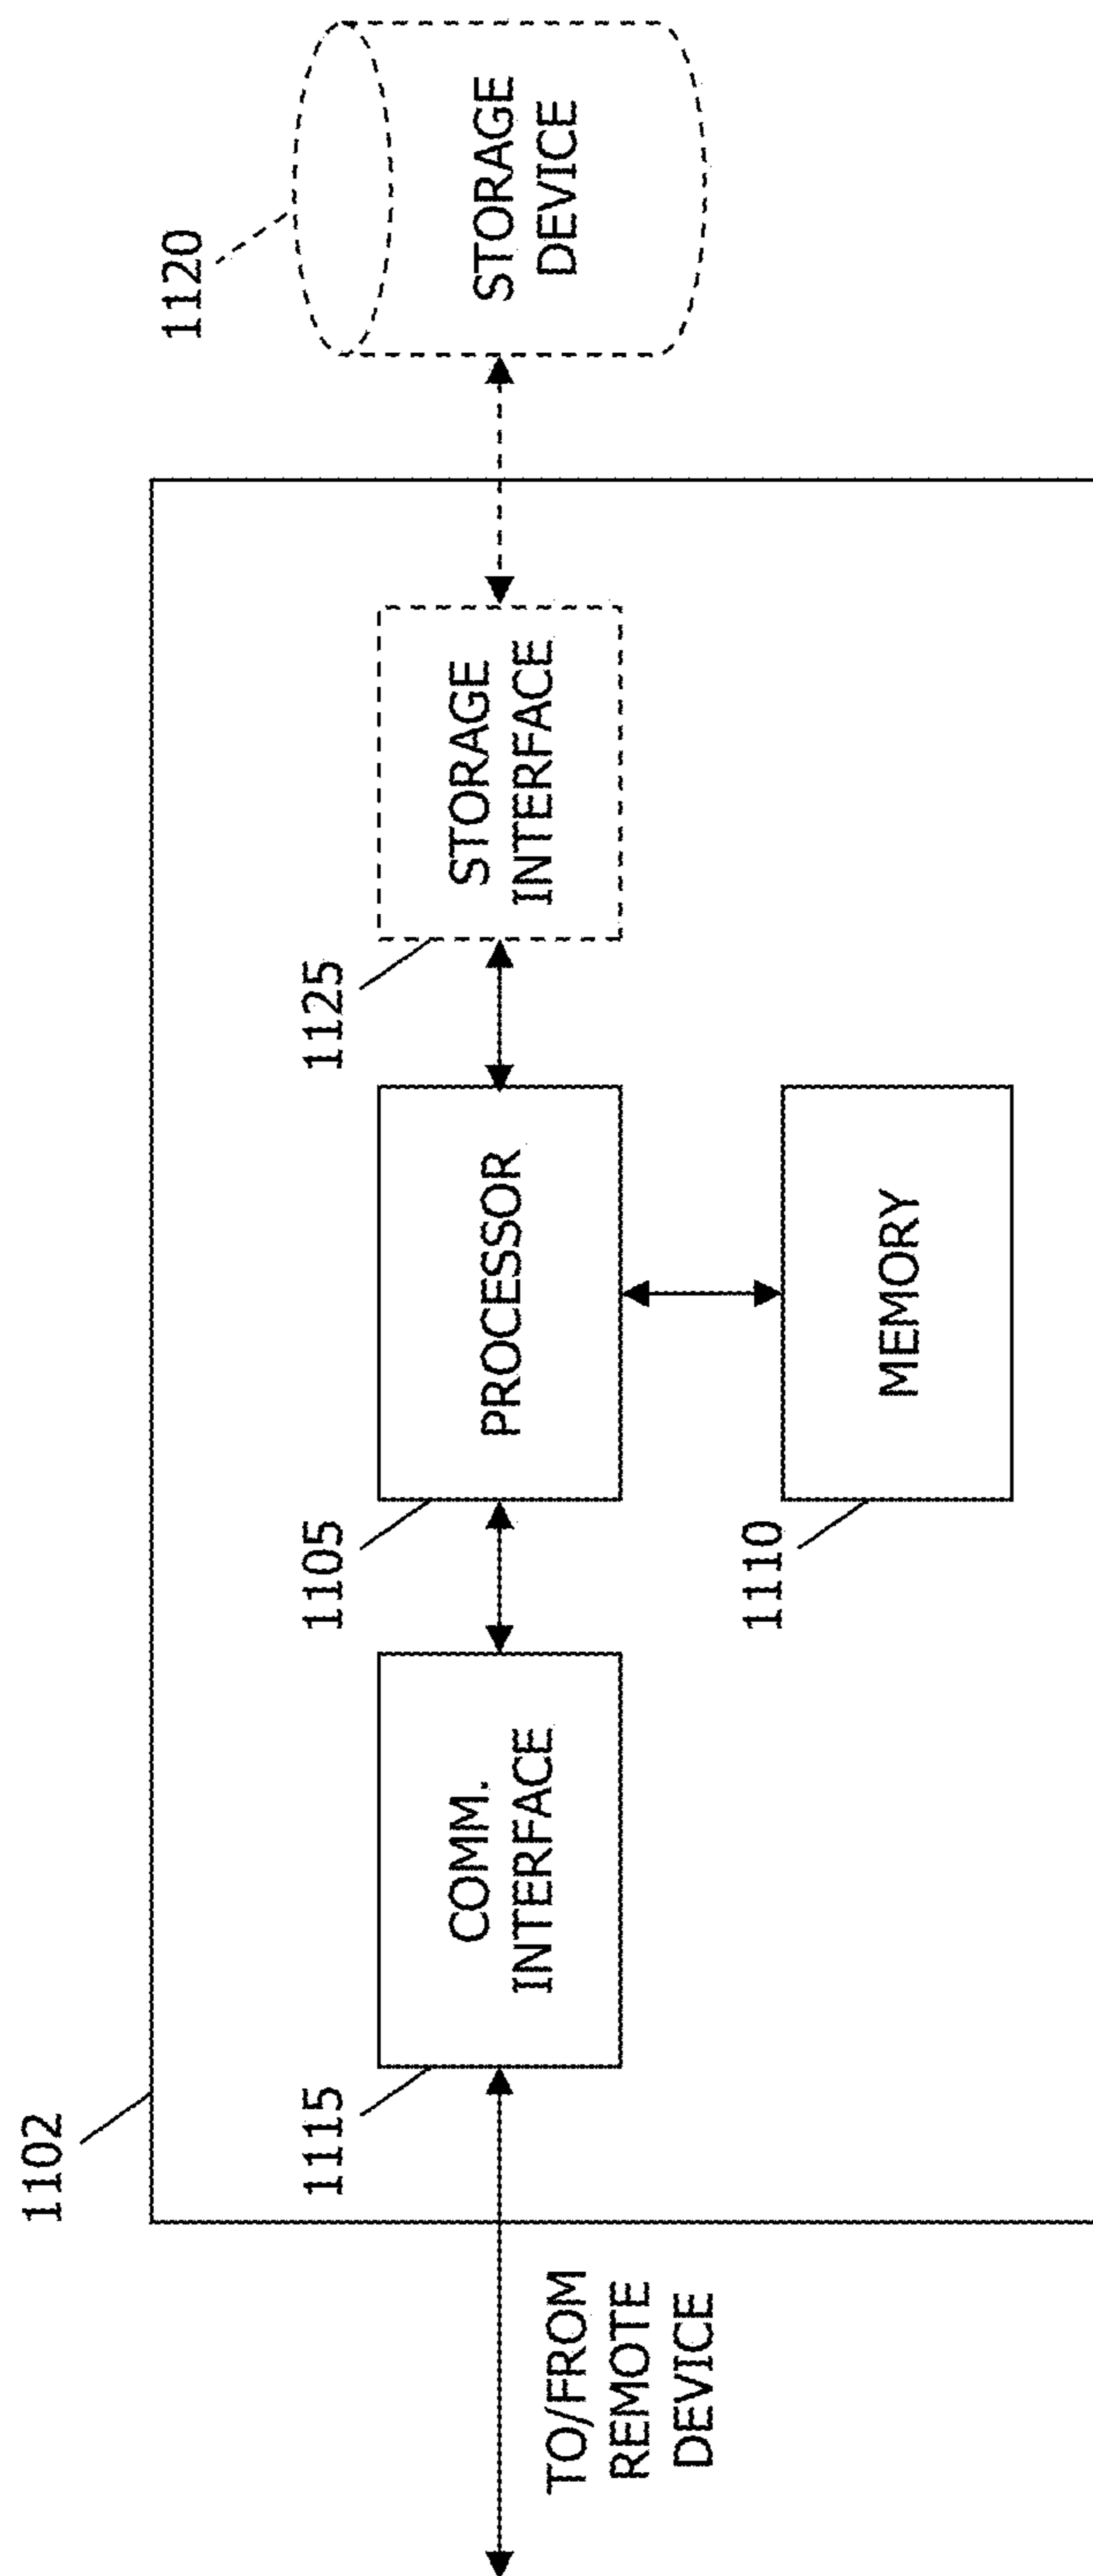 1102
1115
COMM.
INTERFACE
1105
PROCESSOR
1125
STORAGE
INTERFACE
1120
STORAGE
DEVICE
TO/FROM
REMOTE
DEVICE
1110
MEMORY